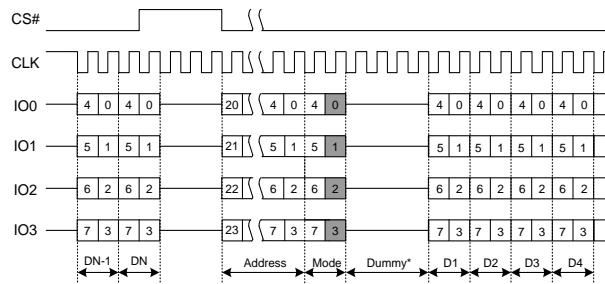 CS#
CLK
IO0 4 0 4 0 20 4 0 4 0 4 0 4 0 4 0 4 0
IO1 5 1 5 1 21 5 1 5 1 5 1 5 1 5 1 5 1
IO2 6 2 6 2 22 6 2 6 2 6 2 6 2 6 2 6 2
IO3 7 3 7 3 23 7 3 7 3 7 3 7 3 7 3 7 3
DN-1 DN Address Mode Dummy* D1 D2 D3 D4